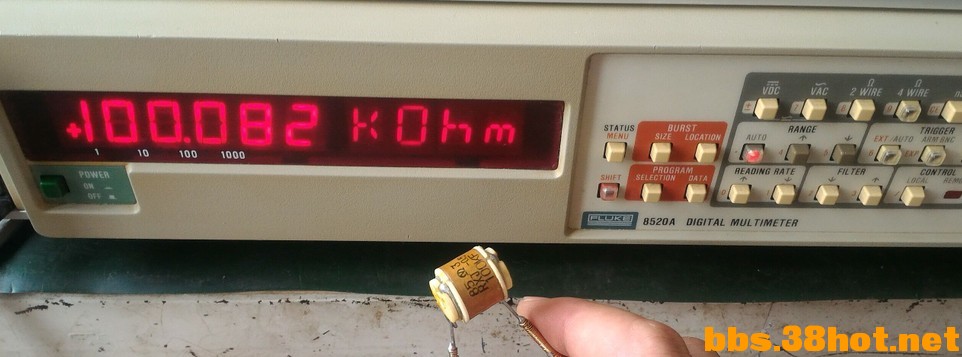 +100.082 KOhm
1 10 100 1000
POWER
ON
OFF
STATUS
MENU
BURST
SIZE LOCATION
PROGRAM
SELECTION DATA
SHIFT
VDC VAC Ω 2 WIRE Ω 4 WIRE
AUTO RANGE
TRIGGER
EXT AUTO ARM BNC
READING RATE FILTER
CONTROL
LOCAL
FLUKE 8520A DIGITAL MULTIMETER
bbs.38hot.net